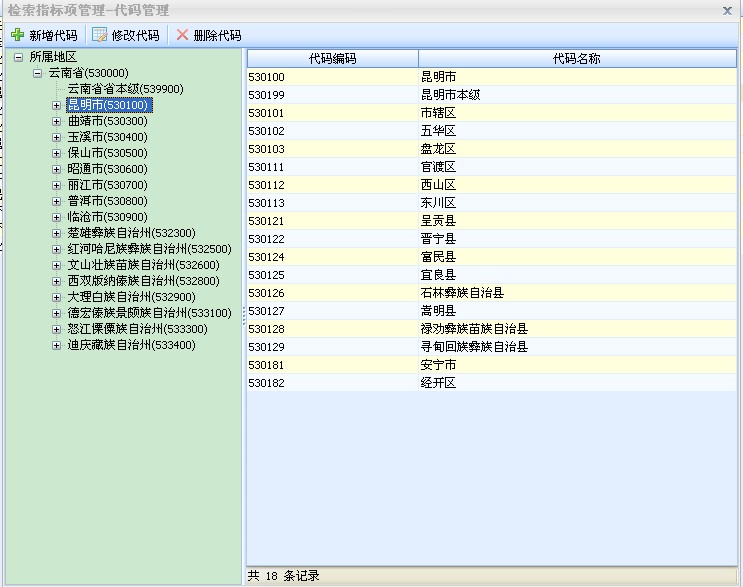 检索指标项管理--代码管理
新增代码 修改代码 删除代码
所属地区
云南省(530000)
云南省省本级(539900)
昆明市(530100)
曲靖市(530300)
玉溪市(530400)
保山市(530500)
昭通市(530600)
丽江市(530700)
普洱市(530800)
临沧市(530900)
楚雄彝族自治州(532300)
红河哈尼族彝族自治州(532500)
文山壮族苗族自治州(532600)
西双版纳傣族自治州(532800)
大理白族自治州(532900)
德宏傣族景颇族自治州(533100)
怒江傈僳族自治州(533300)
迪庆藏族自治州(533400)
代码编码 代码名称
530100 昆明市
530199 昆明市本级
530101 市辖区
530102 五华区
530103 盘龙区
530111 官渡区
530112 西山区
530113 东川区
530121 呈贡县
530122 晋宁县
530124 富民县
530125 宜良县
530126 石林彝族自治县
530127 嵩明县
530128 禄劝彝族苗族自治县
530129 寻甸回族彝族自治县
530181 安宁市
530182 经开区
共 18 条记录